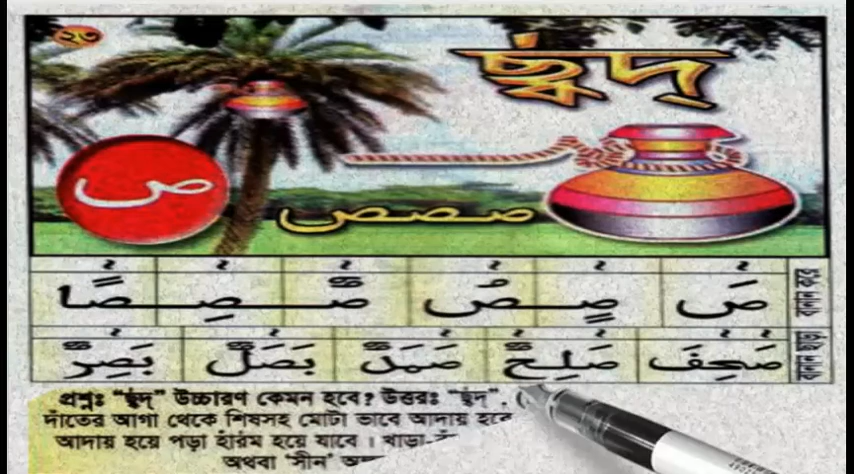 ২৩
ছ্বদ্
ص
صصص
صَ صٍ صٌ صّ صِ صًا
বানান করে
صَحِفَ صَلِحٌ صَمَدٌ بَصَلٌ بَصِرٌ
বানান ছাড়া
প্রশ্নঃ “ছ্বদ্” উচ্চারণ কেমন হবে? উত্তরঃ “ছ্বদ্”. (
দাঁতের আগা থেকে শিষসহ মোটা ভাবে আদায় হবে
আদায় হয়ে পড়া হাঁরাম হয়ে যাবে । খাড়া
অথবা ‘সীন’